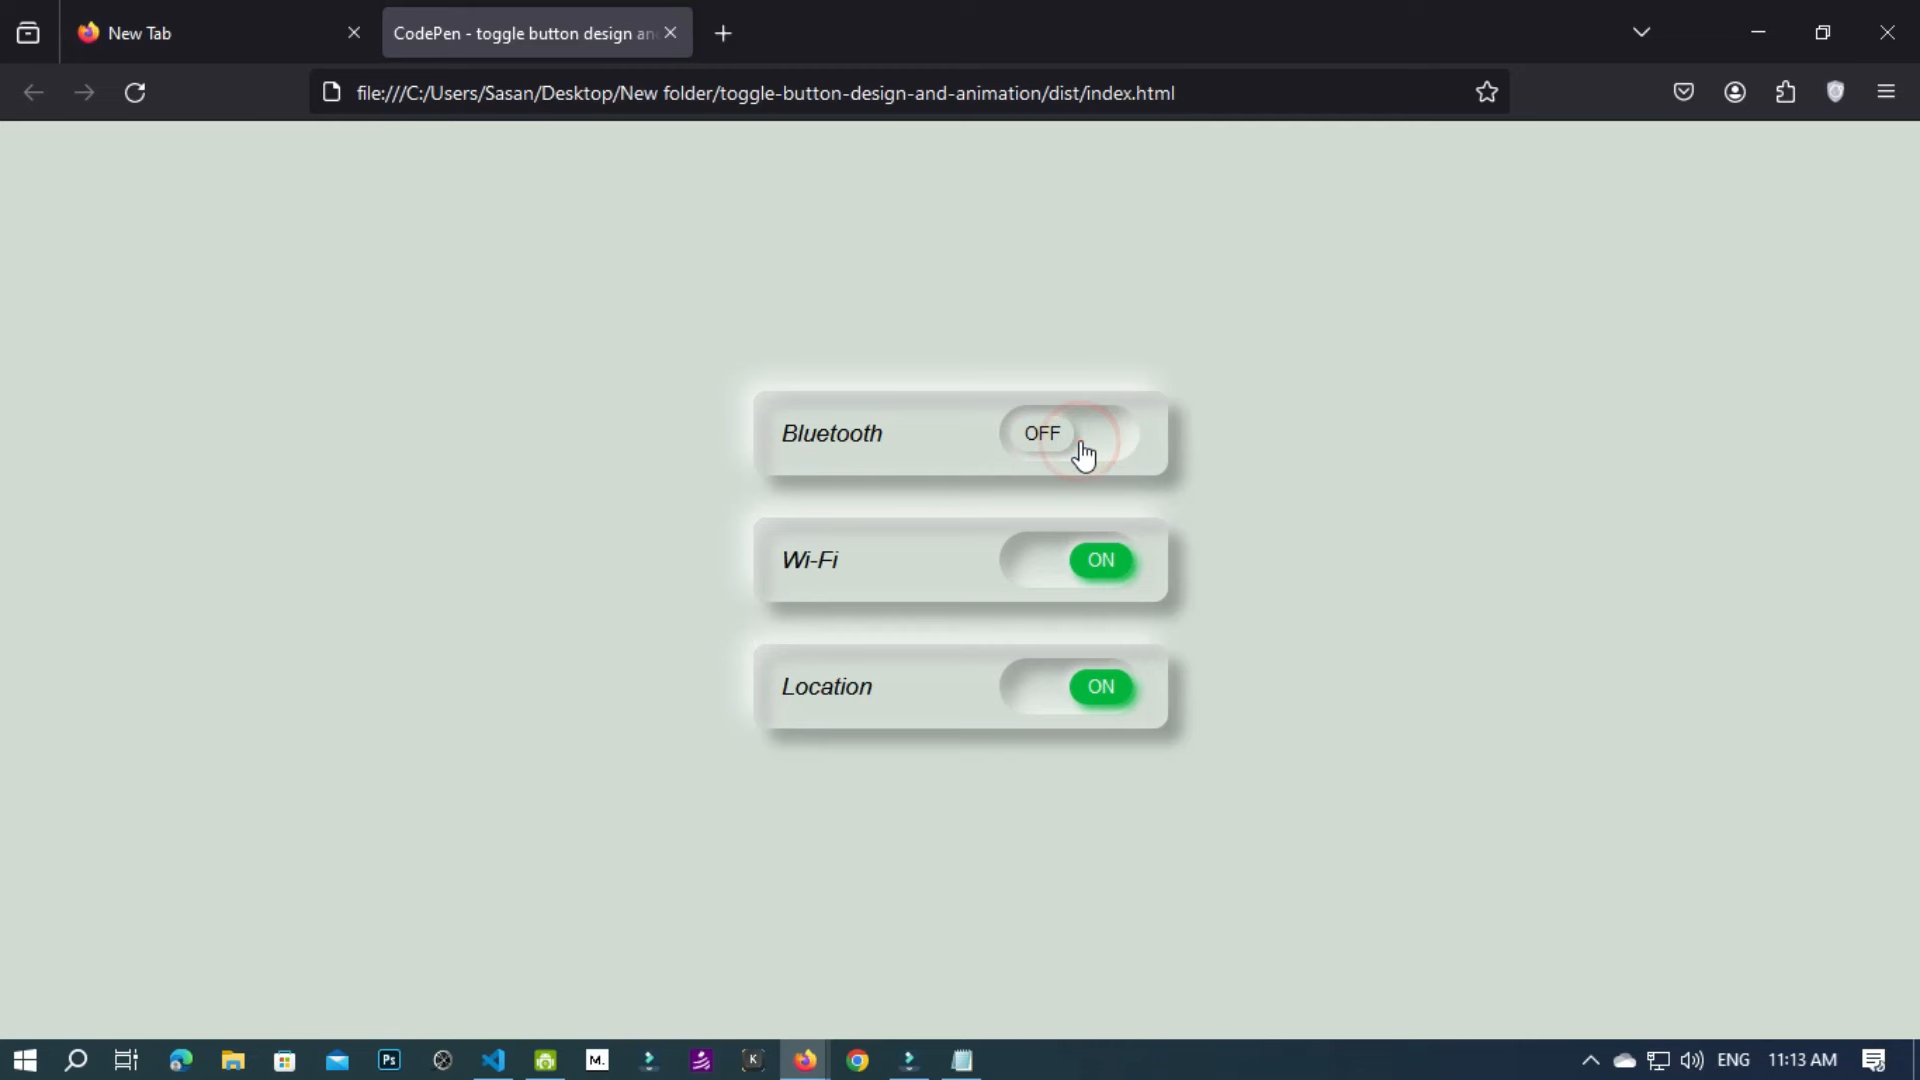 New Tab
CodePen - toggle button design an
file:///C:/Users/Sasan/Desktop/New folder/toggle-button-design-and-animation/dist/index.html
Bluetooth OFF
Wi-Fi ON
Location ON
Ps M. K ENG 11:13 AM